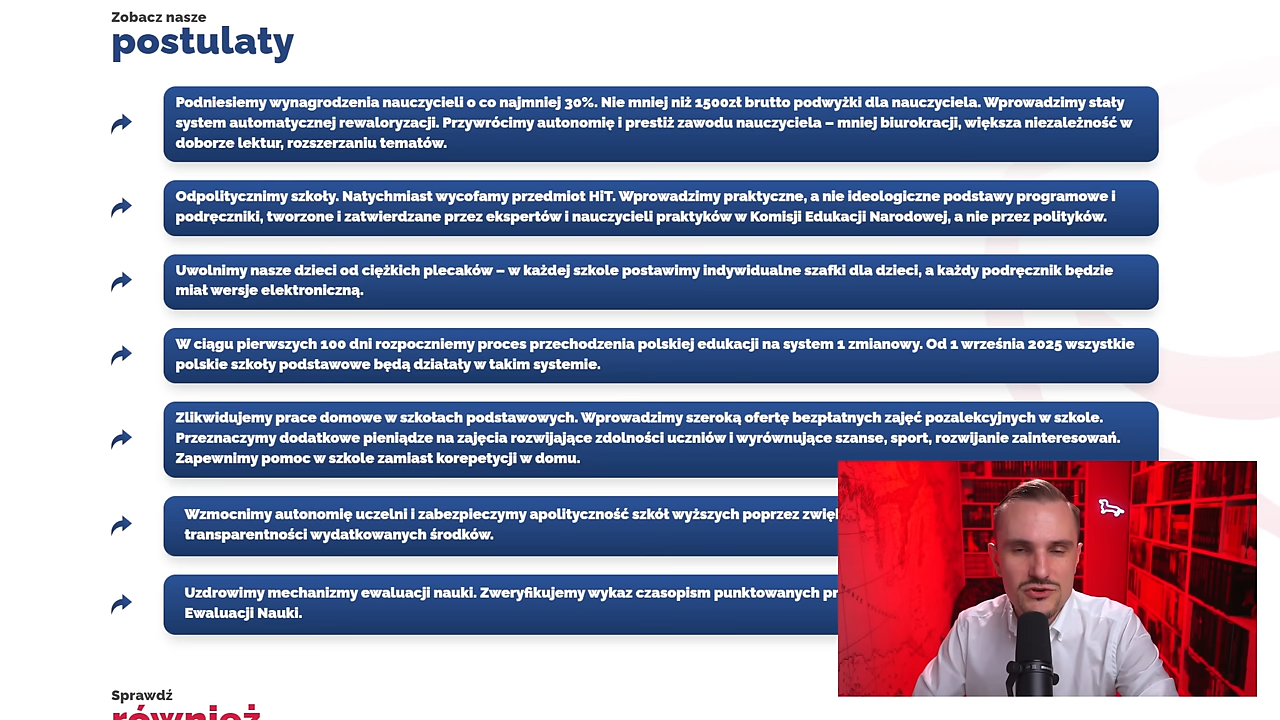 Zobacz nasze
postulaty
Podniesiemy wynagrodzenia nauczycieli o co najmniej 30%. Nie mniej niż 1500zł brutto podwyżki dla nauczyciela. Wprowadzimy stały
system automatycznej rewaloryzacji. Przywrócimy autonomię i prestiż zawodu nauczyciela – mniej biurokracji, większa niezależność w
doborze lektur, rozszerzaniu tematów.
Odpolitycznimy szkoły. Natychmiast wycofamy przedmiot HiT. Wprowadzimy praktyczne, a nie ideologiczne podstawy programowe i
podręczniki, tworzone i zatwierdzane przez ekspertów i nauczycieli praktyków w Komisji Edukacji Narodowej, a nie przez polityków.
Uwolnimy nasze dzieci od ciężkich plecaków – w każdej szkole postawimy indywidualne szafki dla dzieci, a każdy podręcznik będzie
miał wersje elektroniczną.
W ciągu pierwszych 100 dni rozpoczniemy proces przechodzenia polskiej edukacji na system 1 zmianowy. Od 1 września 2025 wszystkie
polskie szkoły podstawowe będą działały w takim systemie.
Zlikwidujemy prace domowe w szkołach podstawowych. Wprowadzimy szeroką ofertę bezpłatnych zajęć pozalekcyjnych w szkole.
Przeznaczymy dodatkowe pieniądze na zajęcia rozwijające zdolności uczniów i wyrównujące szanse, sport, rozwijanie zainteresowań.
Zapewnimy pomoc w szkole zamiast korepetycji w domu.
Wzmocnimy autonomię uczelni i zabezpieczymy apolityczność szkół wyższych poprzez
transparentności wydatkowanych środków.
Uzdrowimy mechanizmy ewaluacji nauki. Zweryfikujemy wykaz czasopism punktowanych
Ewaluacji Nauki.
Sprawdź
również